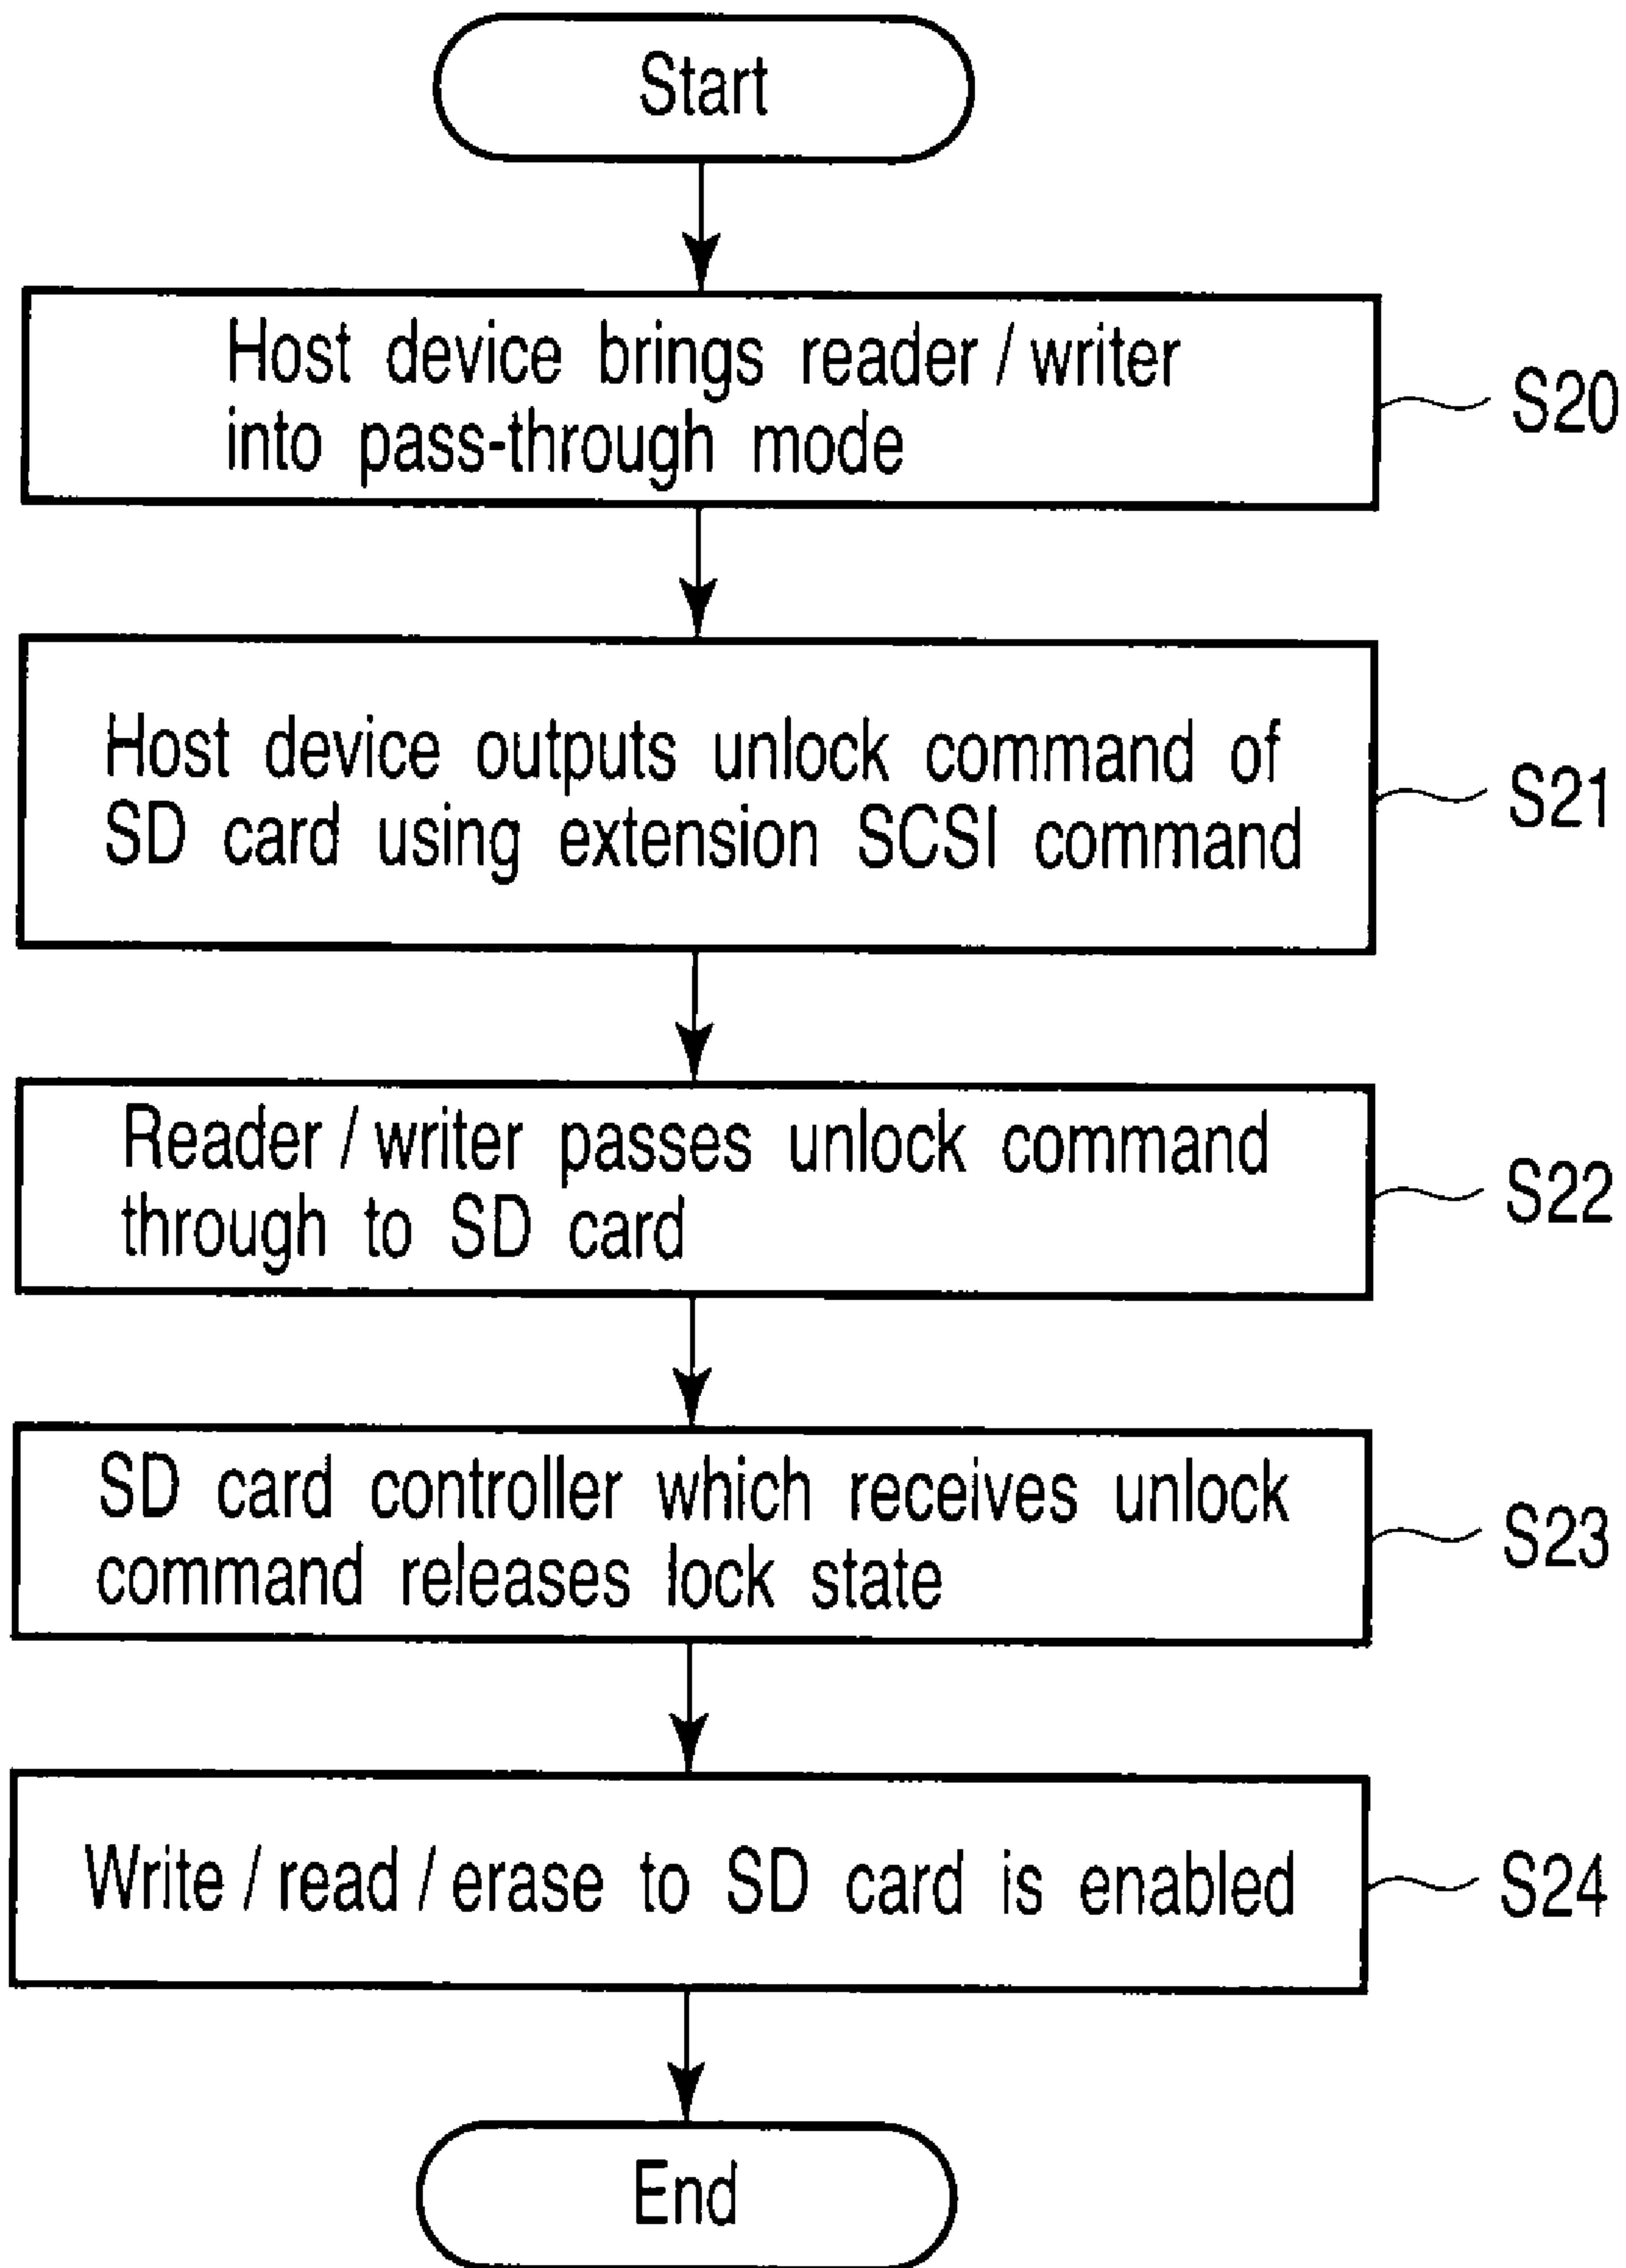 Start
Host device brings reader / writer
into pass-through mode
S20
Host device outputs unlock command of
SD card using extension SCSI command
S21
Reader / writer passes unlock command
through to SD card
S22
SD card controller which receives unlock
command releases lock state
S23
Write / read / erase to SD card is enabled
S24
End